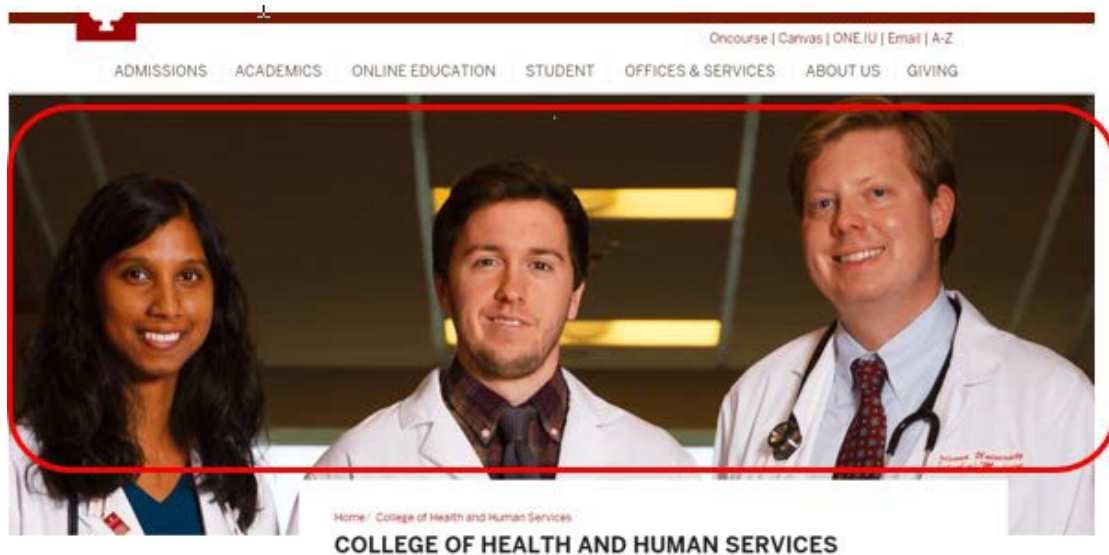 Oncourse | Canvas | ONE.IU | Email | A-Z
ADMISSIONS ACADEMICS ONLINE EDUCATION STUDENT OFFICES & SERVICES ABOUT US GIVING
University
Home/ College of Health and Human Services
COLLEGE OF HEALTH AND HUMAN SERVICES